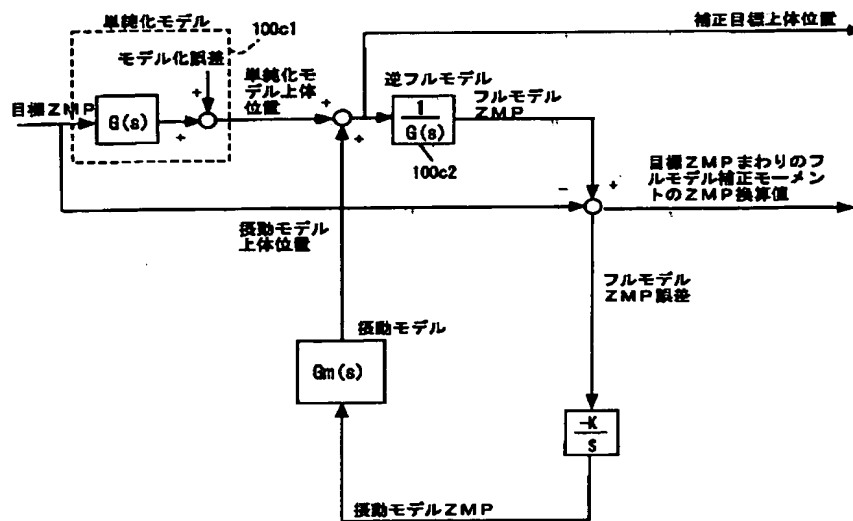 単純化モデル
100c1
補正目標上体位置
モデル化誤差
単純化モ
デル上体
位置
逆フルモデル
フルモデル
ZMP
目標ZMP
G(s)
+
+
+
+
1
G(s)
100c2
目標ZMPまわりのフ
ルモデル補正モーメン
トのZMP換算値
-
+
摂動モデル
上体位置
フルモデル
ZMP誤差
摂動モデル
Gm(s)
-K
S
摂動モデルZMP